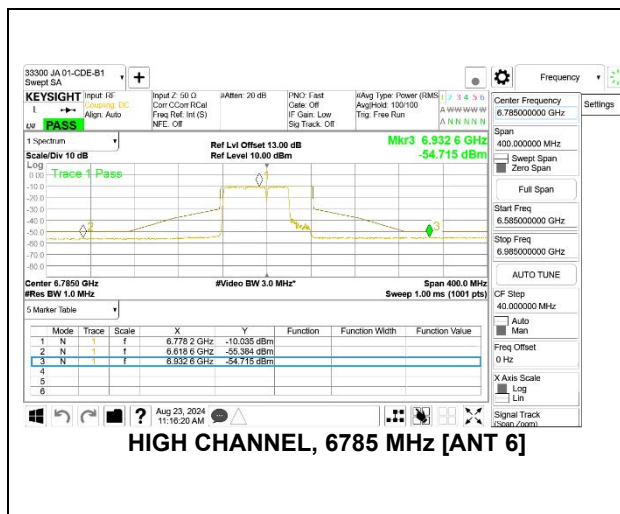 33300 JA 01-CDE-B1
Swept SA
Frequency
KEYSIGHT
Input: RF
Coupling: DC
Align: Auto
Input Z: 50 Ω
Corr CCorr RCal
Freq Ref: Int (S)
NFE: Off
#Atten: 20 dB
PNO: Fast
Gate: Off
IF Gain: Low
Sig Track: Off
#Avg Type: Power (RMS
Avg|Hold: 100/100
Trig: Free Run
1 2 3 4 5 6
A W W W W W
A N N N N N
L
PASS
1 Spectrum
Scale/Div 10 dB
Log
Ref Lvl Offset 13.00 dB
Ref Level 10.00 dBm
Mkr3 6.932 6 GHz
-54.715 dBm
Trace 1 Pass
0.00
-10.0
-20.0
-30.0
-40.0
-50.0
-60.0
-70.0
-80.0
2
3
Center 6.7850 GHz
#Res BW 1.0 MHz
#Video BW 3.0 MHz*
Span 400.0 MHz
Sweep 1.00 ms (1001 pts)
5 Marker Table
Mode Trace Scale X Y Function Function Width Function Value
1 N 1 f 6.778 2 GHz -10.035 dBm
2 N 1 f 6.618 6 GHz -55.384 dBm
3 N 1 f 6.932 6 GHz -54.715 dBm
4
5
6
Aug 23, 2024
11:16:20 AM
Center Frequency
6.785000000 GHz
Settings
Span
400.000000 MHz
Swept Span
Zero Span
Full Span
Start Freq
6.585000000 GHz
Stop Freq
6.985000000 GHz
AUTO TUNE
CF Step
40.000000 MHz
Auto
Man
Freq Offset
0 Hz
X Axis Scale
Log
Lin
Signal Track
(Span Zoom)
HIGH CHANNEL, 6785 MHz [ANT 6]